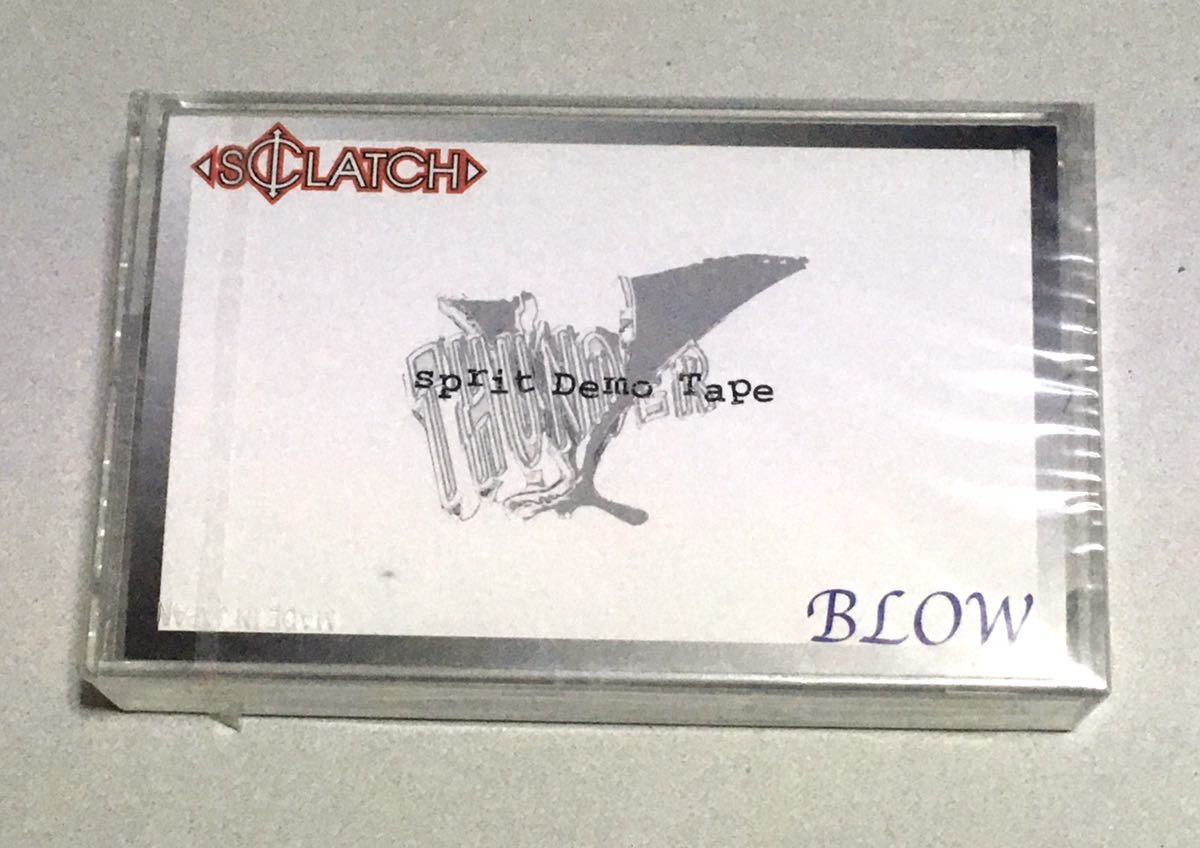 SCLATCH
THUNDER
sprit Demo Tape
BLOW
MADE IN JAPAN